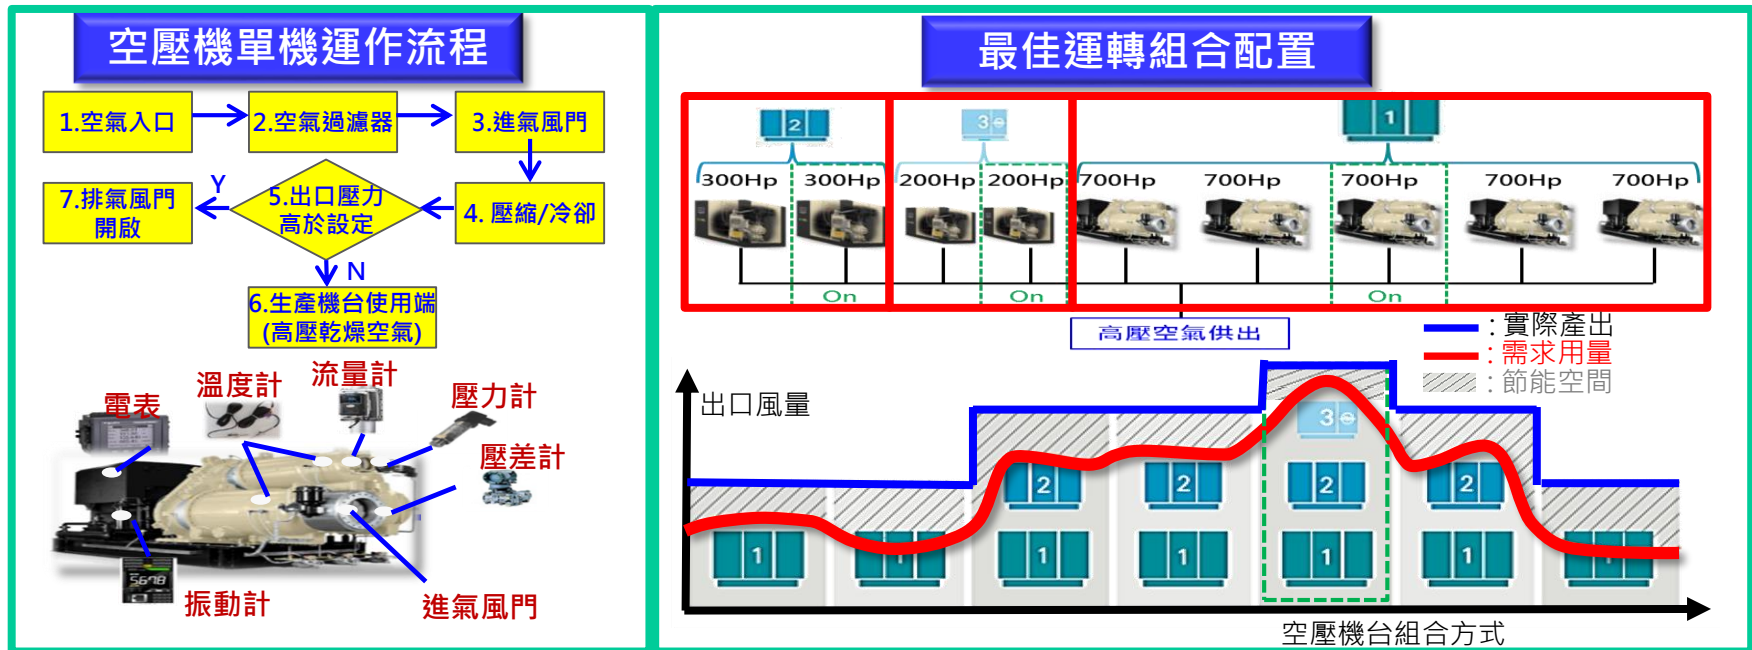 空壓機單機運作流程
1.空氣入口
2.空氣過濾器
3.進氣風門
7.排氣風門
開啟
Y
5.出口壓力
高於設定
4. 壓縮/冷卻
N
6.生產機台使用端
(高壓乾燥空氣)
電表
溫度計
流量計
壓力計
壓差計
5678
振動計
進氣風門
最佳運轉組合配置
2
3
1
300Hp
300Hp
200Hp
200Hp
700Hp
700Hp
700Hp
700Hp
700Hp
On
On
On
高壓空氣供出
: 實際產出
: 需求用量
: 節能空間
出口風量
3
2
2
2
2
1
1
1
1
1
1
1
空壓機台組合方式